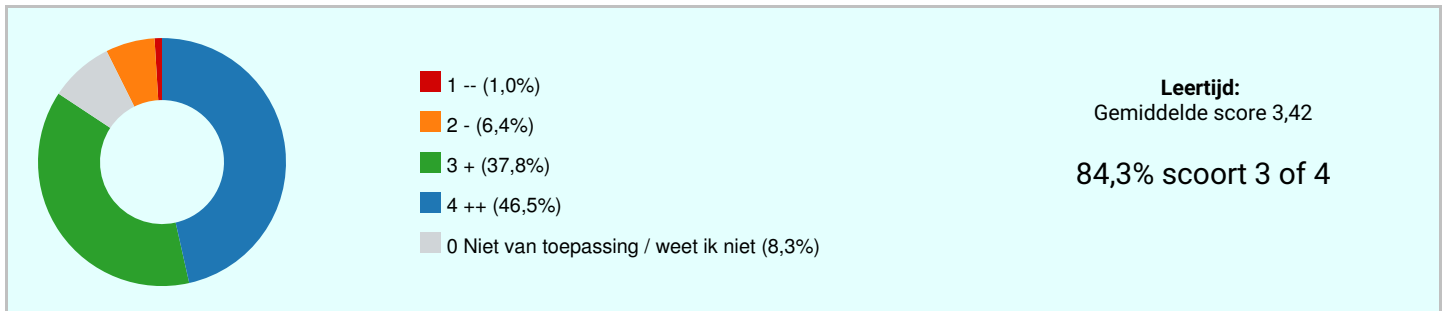 1 -- (1,0%)
2 - (6,4%)
3 + (37,8%)
4 ++ (46,5%)
0 Niet van toepassing / weet ik niet (8,3%)
Leertijd:
Gemiddelde score 3,42
84,3% scoort 3 of 4